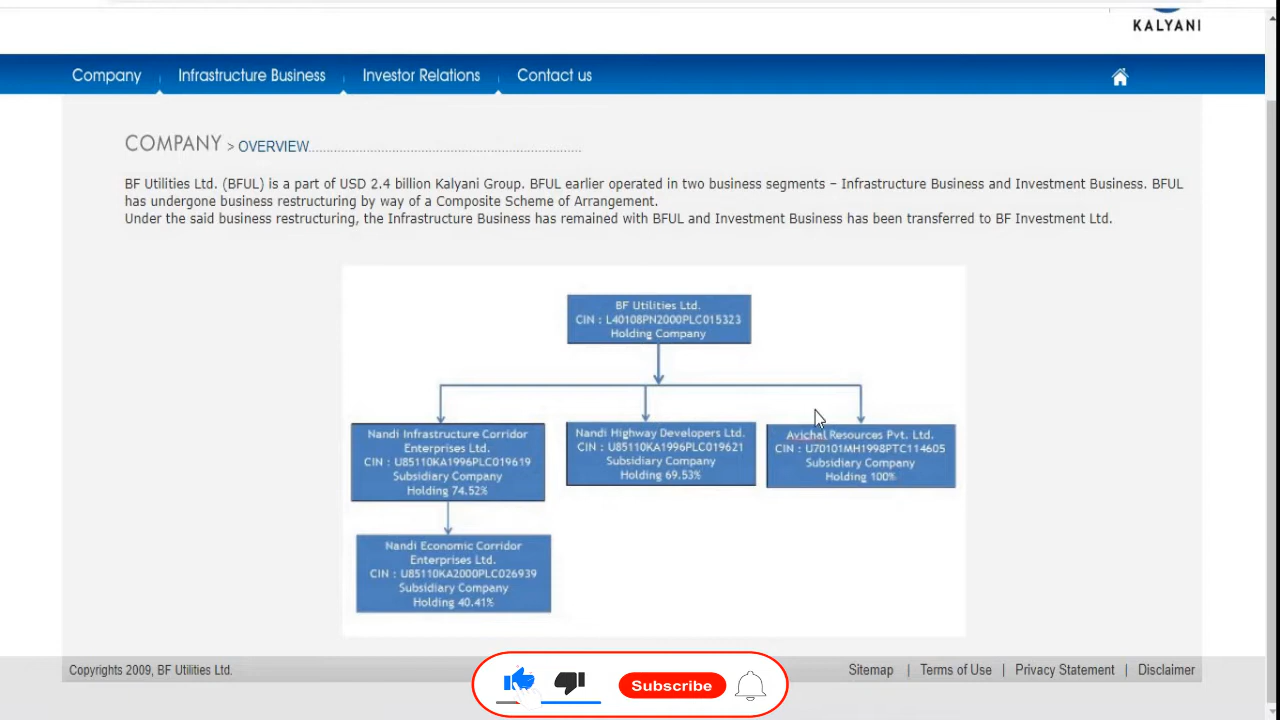 KALYANI
Company
Infrastructure Business
Investor Relations
Contact us
COMPANY > OVERVIEW
BF Utilities Ltd. (BFUL) is a part of USD 2.4 billion Kalyani Group. BFUL earlier operated in two business segments – Infrastructure Business and Investment Business. BFUL
has undergone business restructuring by way of a Composite Scheme of Arrangement.
Under the said business restructuring, the Infrastructure Business has remained with BFUL and Investment Business has been transferred to BF Investment Ltd.
BF Utilities Ltd.
CIN : L40108PN2000PLC015323
Holding Company
Nandi Infrastructure Corridor
Enterprises Ltd.
CIN : U85110KA1996PLC019619
Subsidiary Company
Holding 74.52%
Nandi Highway Developers Ltd.
CIN : U85110KA1996PLC019621
Subsidiary Company
Holding 69.53%
Avichal Resources Pvt. Ltd.
CIN : U70101MH1998PTC114605
Subsidiary Company
Holding 100%
Nandi Economic Corridor
Enterprises Ltd.
CIN : U85110KA2000PLC026939
Subsidiary Company
Holding 40.41%
Copyrights 2009, BF Utilities Ltd.
Sitemap | Terms of Use | Privacy Statement | Disclaimer
Subscribe